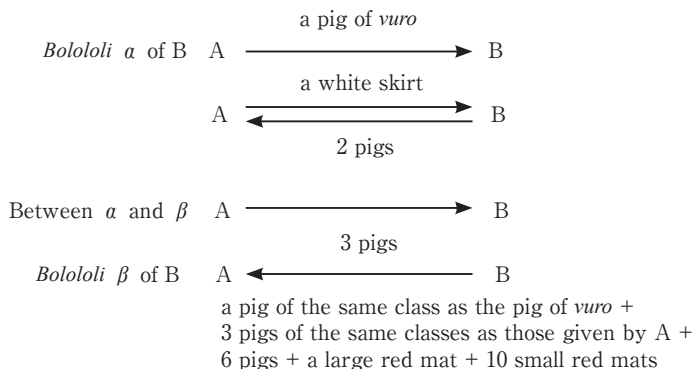 a pig of vuro
Bolololi α of B A B
a white skirt
A B
2 pigs
Between α and β A B
3 pigs
Bolololi β of B A B
a pig of the same class as the pig of vuro +
3 pigs of the same classes as those given by A +
6 pigs + a large red mat + 10 small red mats